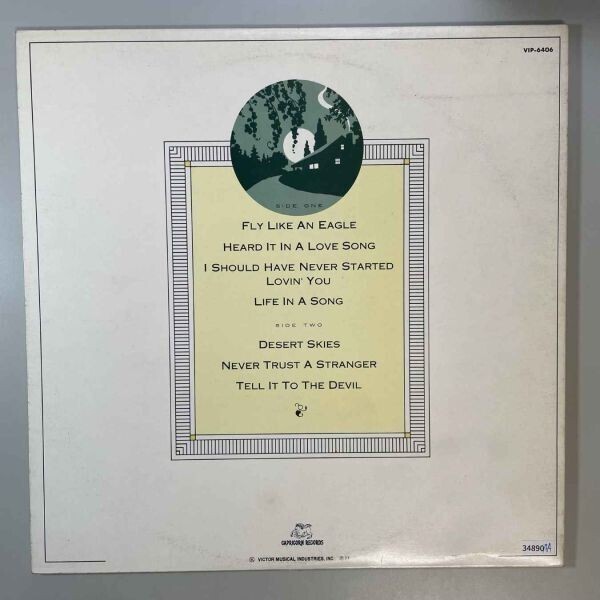 VIP-6406
SIDE ONE
FLY LIKE AN EAGLE
HEARD IT IN A LOVE SONG
I SHOULD HAVE NEVER STARTED
LOVIN' YOU
LIFE IN A SONG
SIDE TWO
DESERT SKIES
NEVER TRUST A STRANGER
TELL IT TO THE DEVIL
CAPRICORN RECORDS
© VICTOR MUSICAL INDUSTRIES, INC.
34890